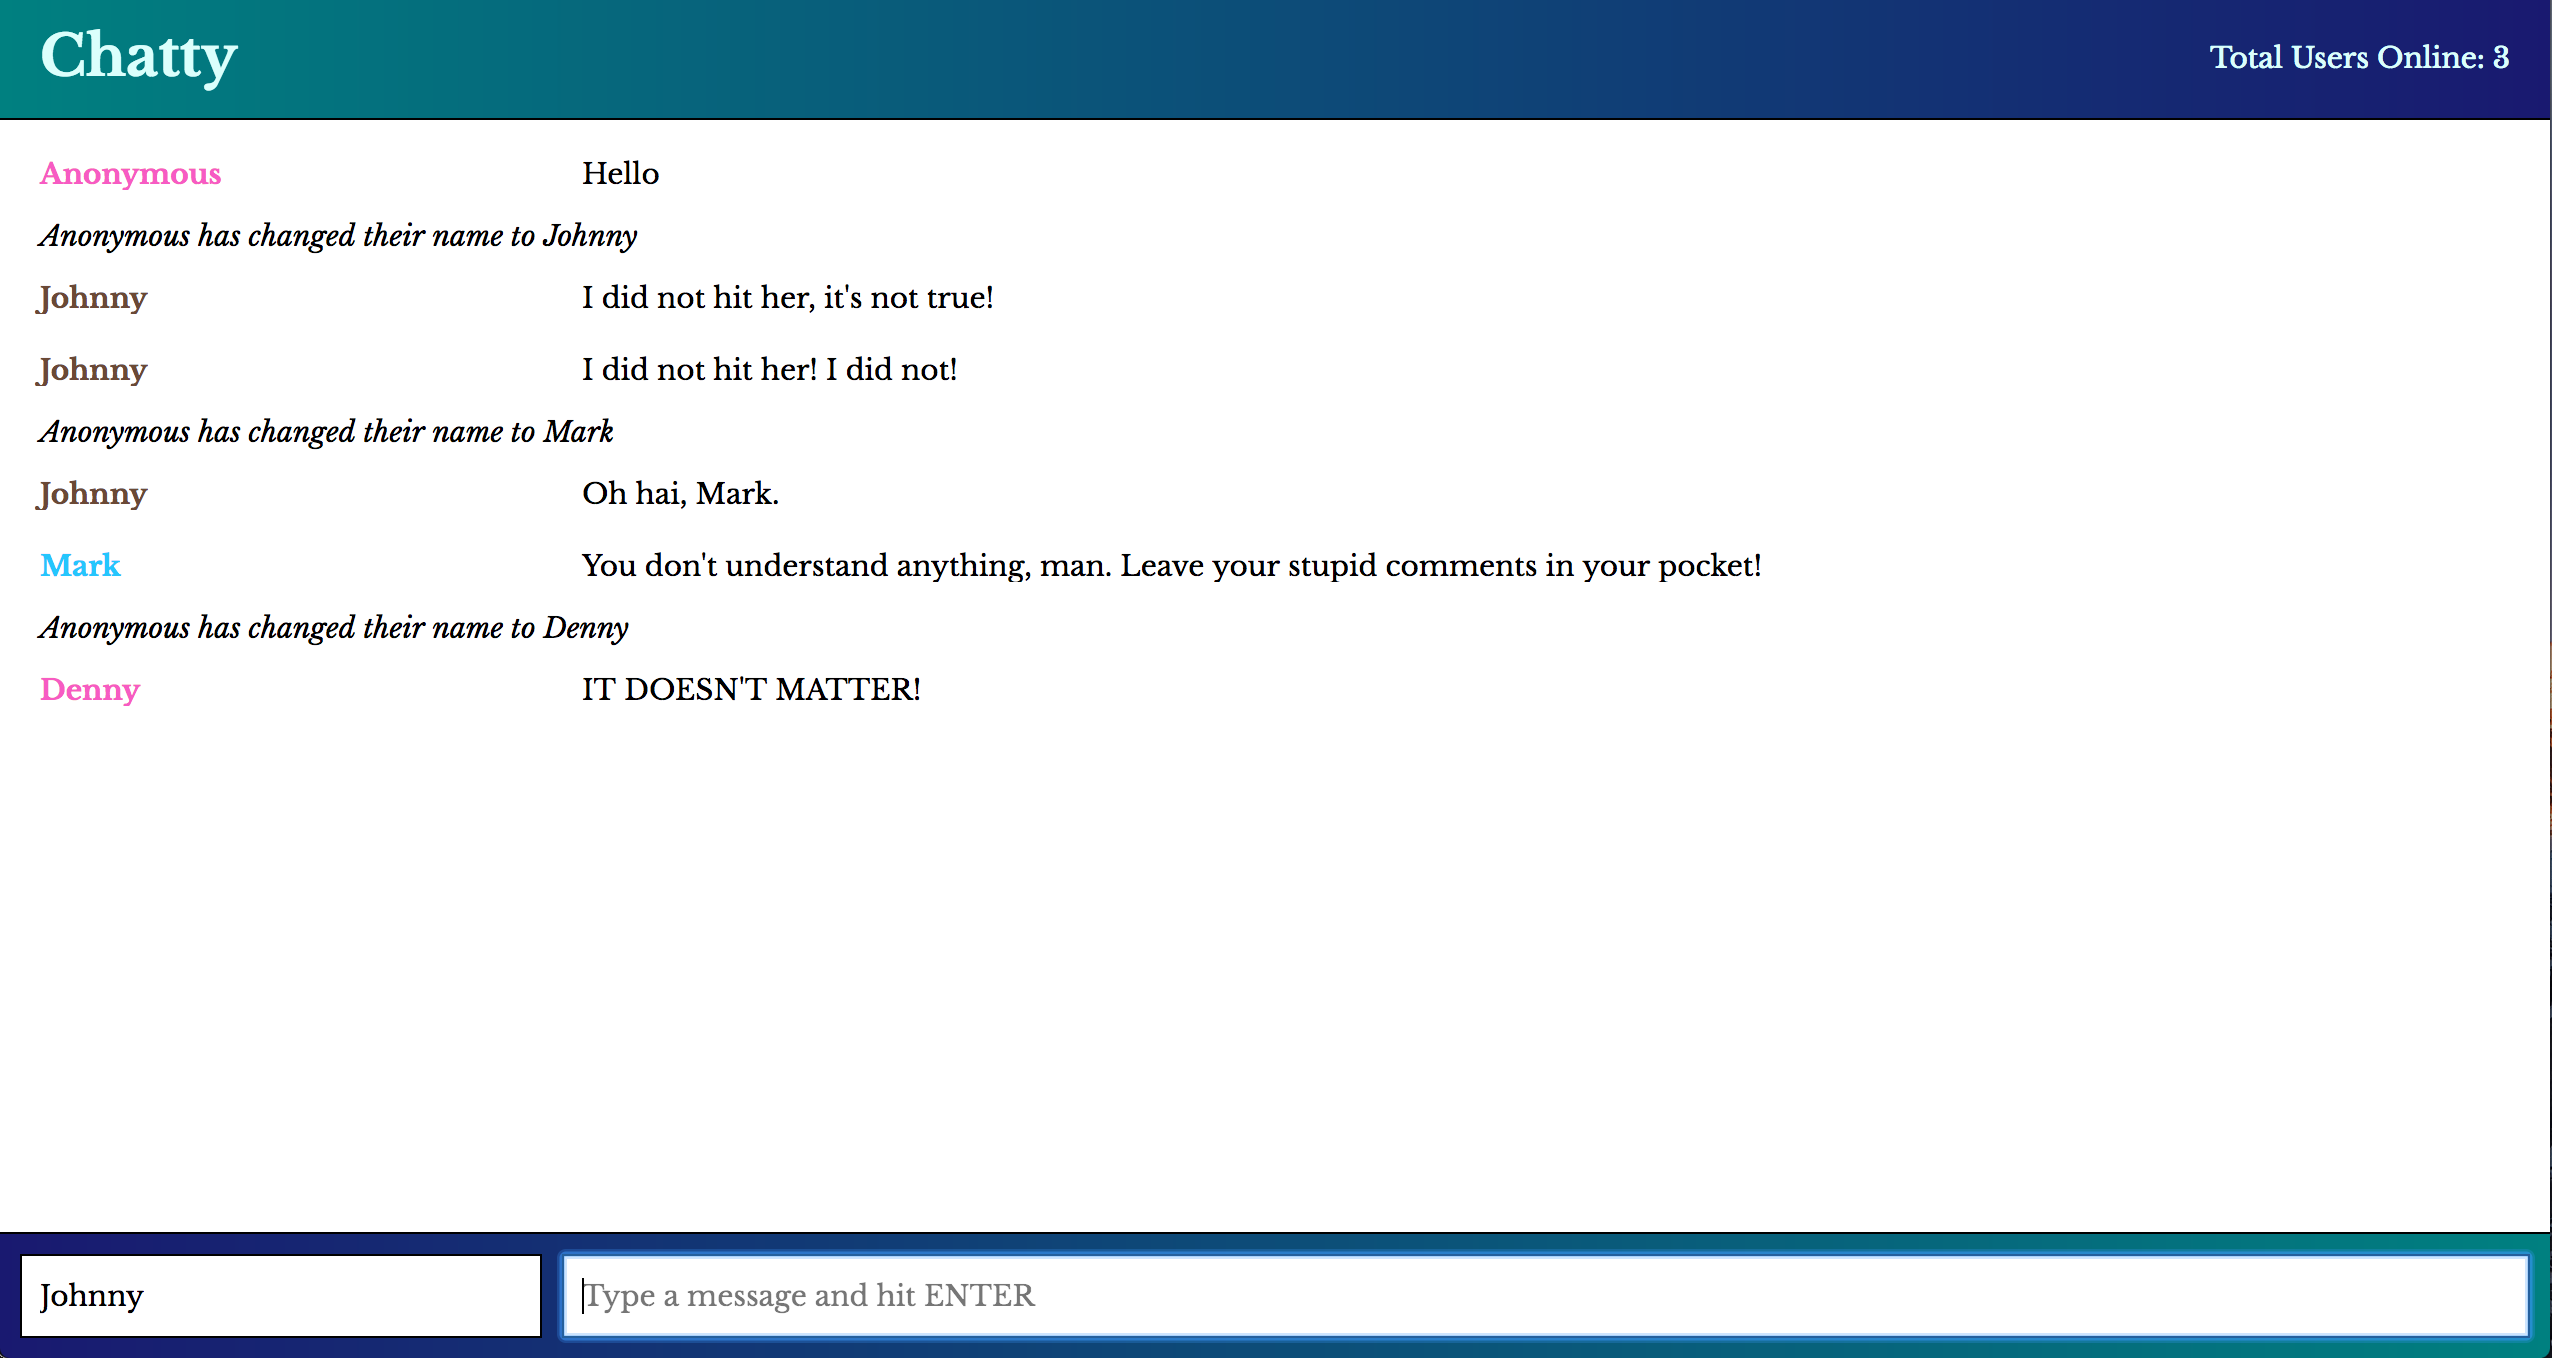 Chatty
Total Users Online: 3
Anonymous Hello
Anonymous has changed their name to Johnny
Johnny I did not hit her, it's not true!
Johnny I did not hit her! I did not!
Anonymous has changed their name to Mark
Johnny Oh hai, Mark.
Mark You don't understand anything, man. Leave your stupid comments in your pocket!
Anonymous has changed their name to Denny
Denny IT DOESN'T MATTER!
Johnny Type a message and hit ENTER